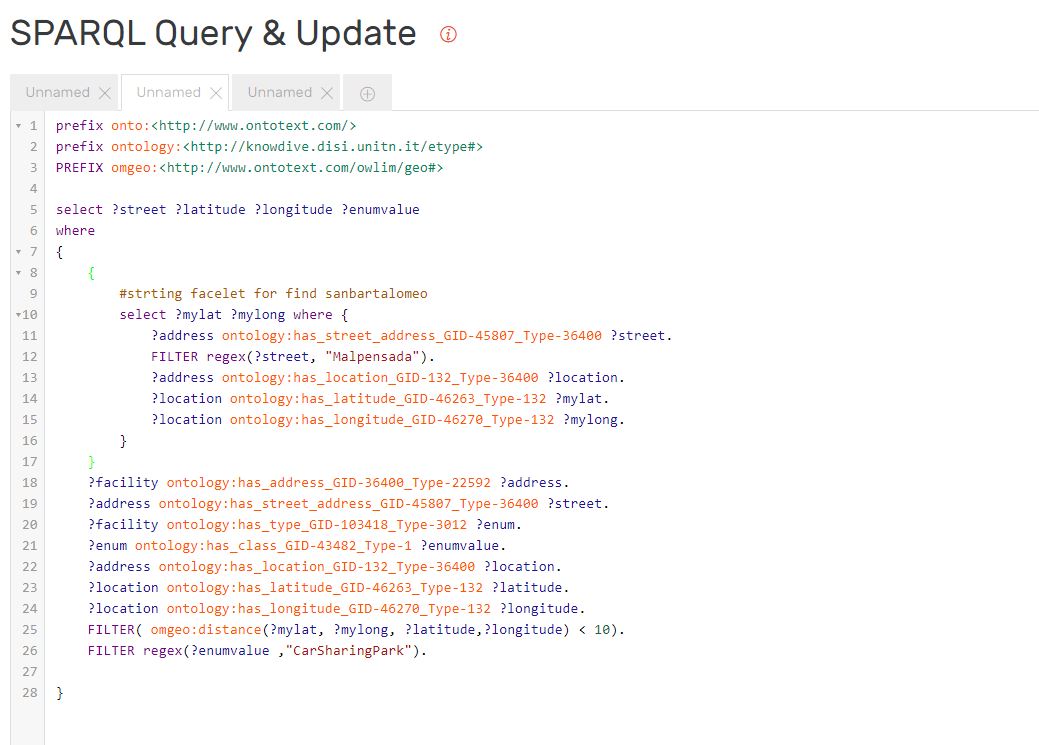 SPARQL Query & Update
Unnamed
Unnamed
Unnamed
1 prefix onto:<http://www.ontotext.com/>
2 prefix ontology:<http://knowdive.disi.unitn.it/etype#>
3 PREFIX omgeo:<http://www.ontotext.com/owlim/geo#>
4
5 select ?street ?latitude ?longitude ?enumvalue
6 where
7 {
8 {
9 #strting facelet for find sanbartalomeo
10 select ?mylat ?mylong where {
11 ?address ontology:has_street_address_GID-45807_Type-36400 ?street.
12 FILTER regex(?street, "Malpensada").
13 ?address ontology:has_location_GID-132_Type-36400 ?location.
14 ?location ontology:has_latitude_GID-46263_Type-132 ?mylat.
15 ?location ontology:has_longitude_GID-46270_Type-132 ?mylong.
16 }
17 }
18 ?facility ontology:has_address_GID-36400_Type-22592 ?address.
19 ?address ontology:has_street_address_GID-45807_Type-36400 ?street.
20 ?facility ontology:has_type_GID-103418_Type-3012 ?enum.
21 ?enum ontology:has_class_GID-43482_Type-1 ?enumvalue.
22 ?address ontology:has_location_GID-132_Type-36400 ?location.
23 ?location ontology:has_latitude_GID-46263_Type-132 ?latitude.
24 ?location ontology:has_longitude_GID-46270_Type-132 ?longitude.
25 FILTER( omgeo:distance(?mylat, ?mylong, ?latitude,?longitude) < 10).
26 FILTER regex(?enumvalue ,"CarSharingPark").
27
28 }